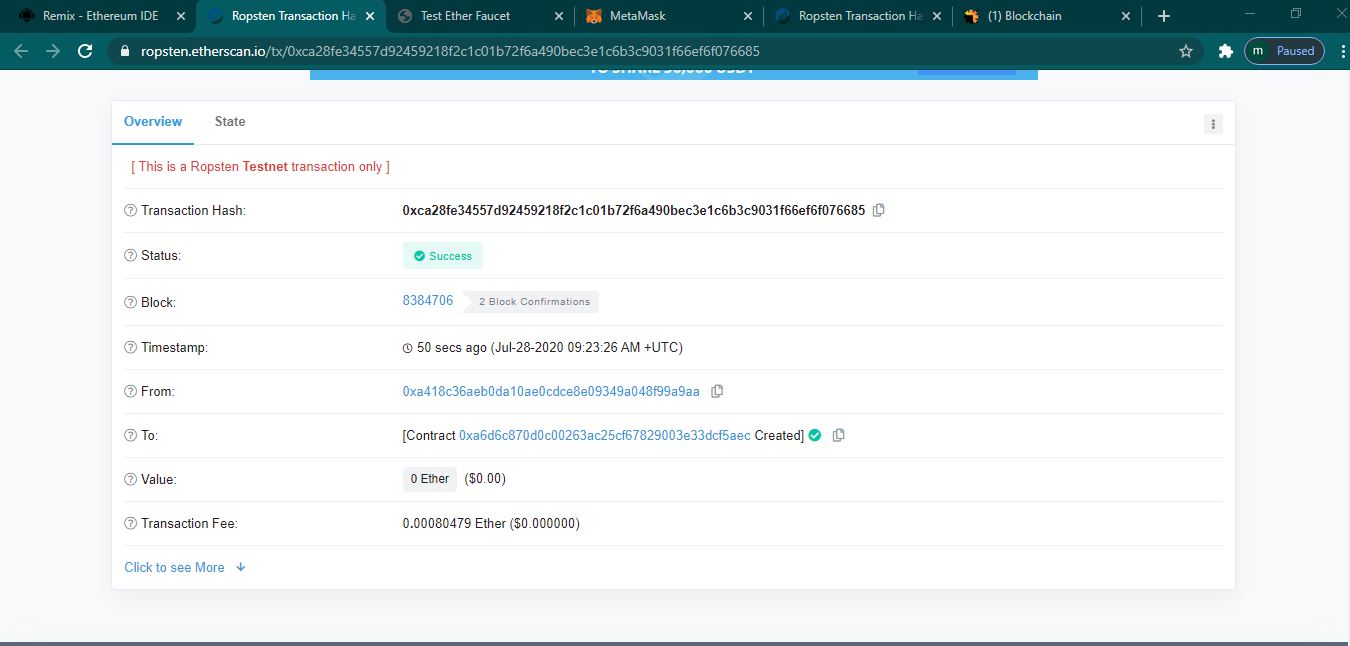 Remix - Ethereum IDE
Ropsten Transaction Ha
Test Ether Faucet
MetaMask
Ropsten Transaction Ha
(1) Blockchain
ropsten.etherscan.io/tx/0xca28fe34557d92459218f2c1c01b72f6a490bec3e1c6b3c9031f66ef6f076685
m Paused
Overview State
[ This is a Ropsten Testnet transaction only ]
Transaction Hash: 0xca28fe34557d92459218f2c1c01b72f6a490bec3e1c6b3c9031f66ef6f076685
Status: Success
Block: 8384706 2 Block Confirmations
Timestamp: 50 secs ago (Jul-28-2020 09:23:26 AM +UTC)
From: 0xa418c36aeb0da10ae0cdce8e09349a048f99a9aa
To: [Contract 0xa6d6c870d0c00263ac25cf67829003e33dcf5aec Created]
Value: 0 Ether ($0.00)
Transaction Fee: 0.00080479 Ether ($0.000000)
Click to see More